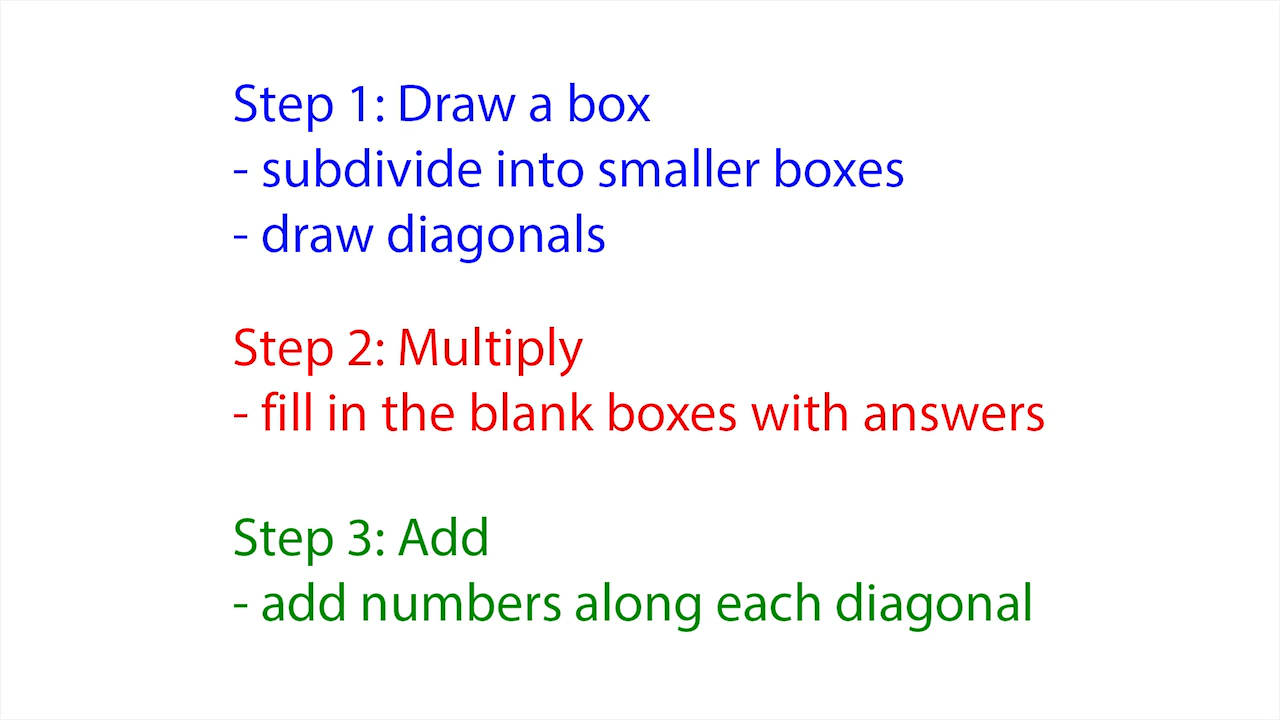 Step 1: Draw a box
- subdivide into smaller boxes
- draw diagonals
Step 2: Multiply
- fill in the blank boxes with answers
Step 3: Add
- add numbers along each diagonal